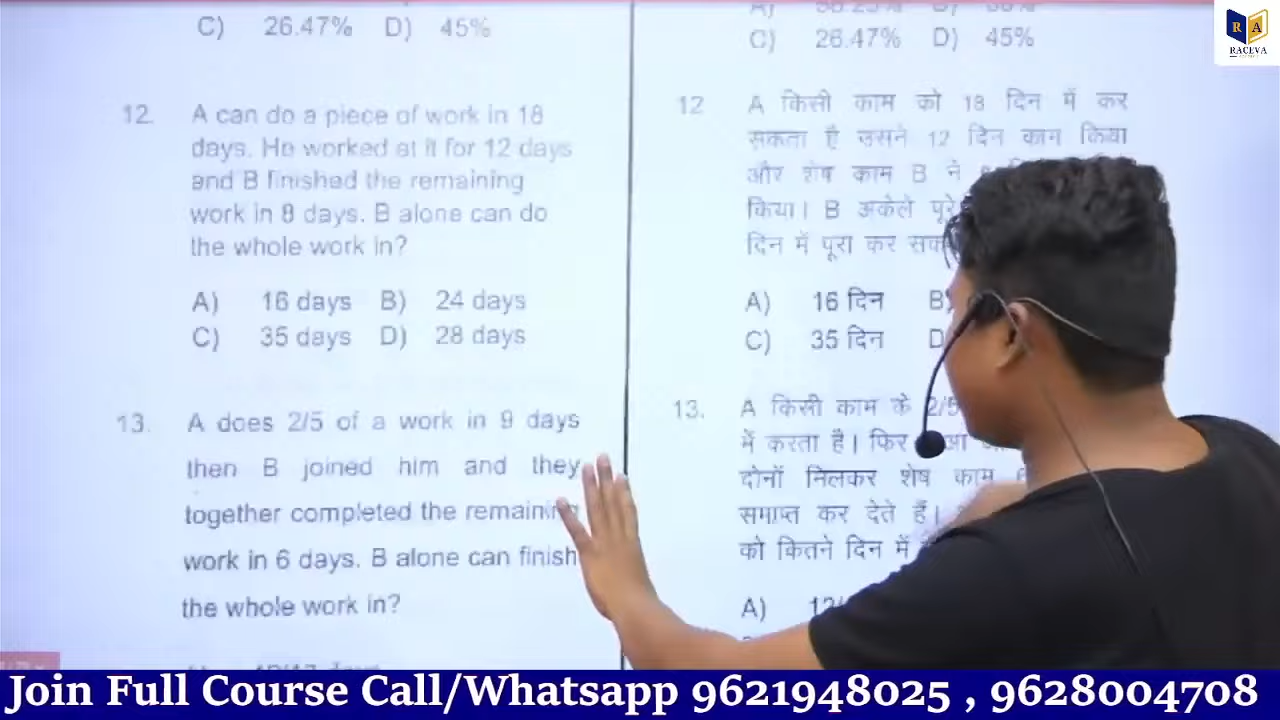 C) 26.47% D) 45%
12. A can do a piece of work in 18
days. He worked at it for 12 days
and B finished the remaining
work in 8 days. B alone can do
the whole work in?
A) 16 days B) 24 days
C) 35 days D) 28 days
13. A does 2/5 of a work in 9 days
then B joined him and they
together completed the remaining
work in 6 days. B alone can finish
the whole work in?
C) 26.47% D) 45%
12 A किसी काम को 18 दिन में कर
सकता है उसने 12 दिन काम किया
और शेष काम B ने
किया। B अकेले पूरे
दिन में पूरा कर
A) 16 दिन B)
C) 35 दिन D
13. A किसी काम के 2/5
में करता है। फिर
दोनों मिलकर शेष काम 6
समाप्त कर देते हैं।
को कितने दिन में
A)
RA
RACEVA
Join Full Course Call/Whatsapp 9621948025 , 9628004708